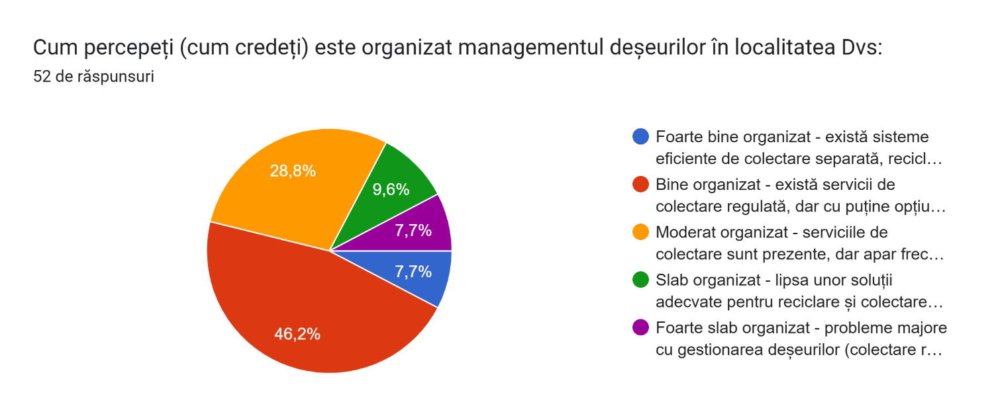 Cum percepeți (cum credeți) este organizat managementul deșeurilor în localitatea Dvs:
52 de răspunsuri
28,8%
9,6%
7,7%
7,7%
46,2%
Foarte bine organizat - există sisteme
eficiente de colectare separată, recicl…
Bine organizat - există servicii de
colectare regulată, dar cu puține opțiu…
Moderat organizat - serviciile de
colectare sunt prezente, dar apar frec…
Slab organizat - lipsa unor soluții
adecvate pentru reciclare și colectare…
Foarte slab organizat - probleme majore
cu gestionarea deșeurilor (colectare r…